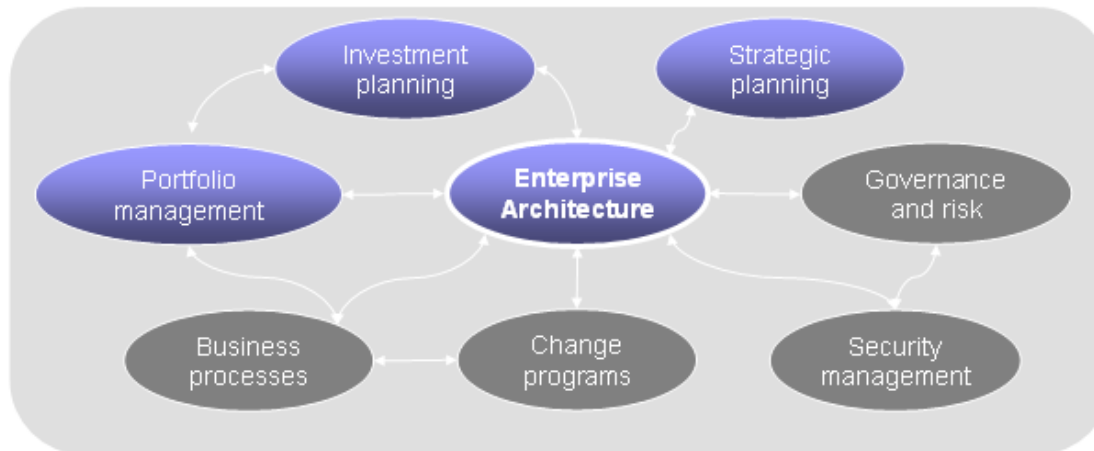 Investment
planning
Strategic
planning
Portfolio
management
Enterprise
Architecture
Governance
and risk
Business
processes
Change
programs
Security
management